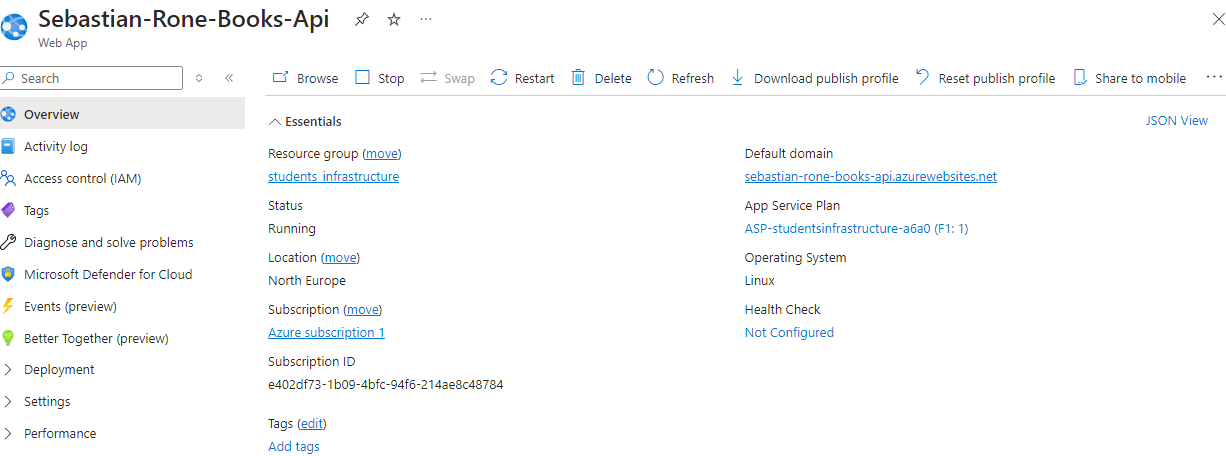 Sebastian-Rone-Books-Api
Web App
Search
Browse Stop Swap Restart Delete Refresh Download publish profile Reset publish profile Share to mobile
Overview
Activity log
Access control (IAM)
Tags
Diagnose and solve problems
Microsoft Defender for Cloud
Events (preview)
Better Together (preview)
Deployment
Settings
Performance
Essentials
JSON View
Resource group (move)
students_infrastructure
Status
Running
Location (move)
North Europe
Subscription (move)
Azure subscription 1
Subscription ID
e402df73-1b09-4bfc-94f6-214ae8c48784
Tags (edit)
Add tags
Default domain
sebastian-rone-books-api.azurewebsites.net
App Service Plan
ASP-studentsinfrastructure-a6a0 (F1: 1)
Operating System
Linux
Health Check
Not Configured